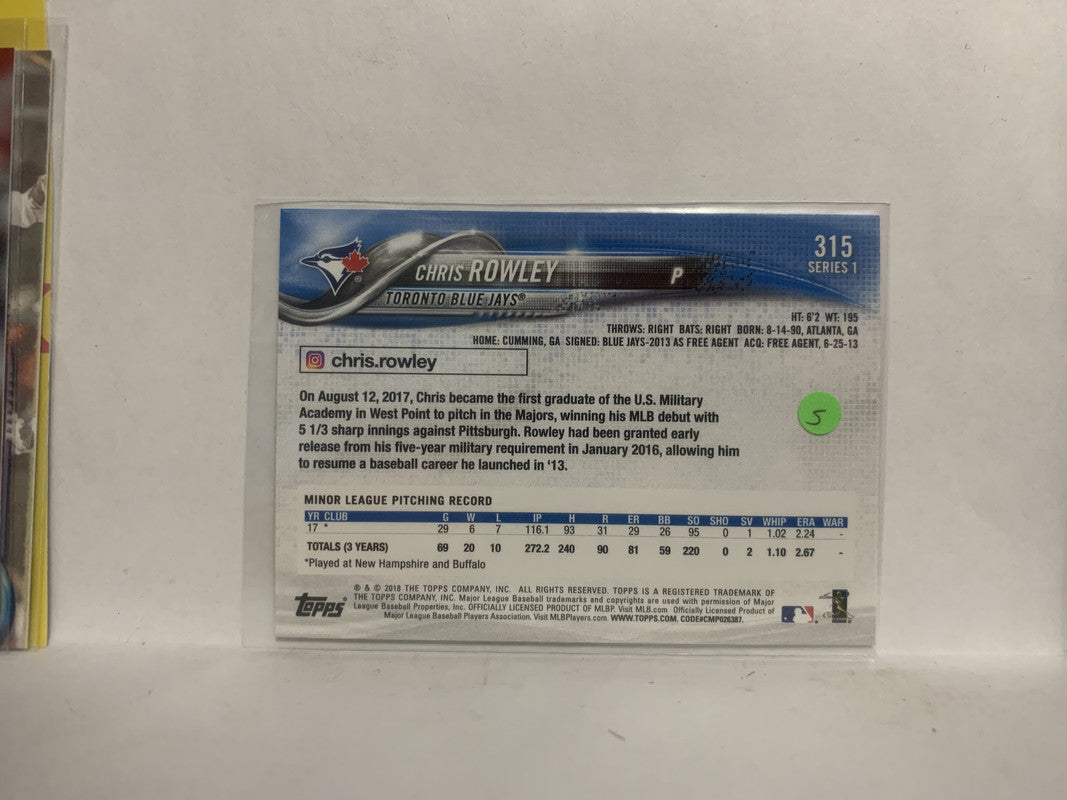 315
SERIES 1
CHRIS ROWLEY
P
TORONTO BLUE JAYS®
HT: 6'2 WT: 195
THROWS: RIGHT BATS: RIGHT BORN: 8-14-90, ATLANTA, GA
HOME: CUMMING, GA SIGNED: BLUE JAYS-2013 AS FREE AGENT ACQ: FREE AGENT, 6-25-13
chris.rowley
On August 12, 2017, Chris became the first graduate of the U.S. Military
Academy in West Point to pitch in the Majors, winning his MLB debut with
5 1/3 sharp innings against Pittsburgh. Rowley had been granted early
release from his five-year military requirement in January 2016, allowing him
to resume a baseball career he launched in '13.
5
MINOR LEAGUE PITCHING RECORD
YR CLUB G W L IP H R ER BB SO SHO SV WHIP ERA WAR
17 * 29 6 7 116.1 93 31 29 26 95 0 1 1.02 2.24 -
TOTALS (3 YEARS) 69 20 10 272.2 240 90 81 59 220 0 2 1.10 2.67 -
*Played at New Hampshire and Buffalo
Topps®
® & © 2018 THE TOPPS COMPANY, INC. ALL RIGHTS RESERVED. TOPPS IS A REGISTERED TRADEMARK OF
THE TOPPS COMPANY, INC. Major League Baseball trademarks and copyrights are used with permission of Major
League Baseball Properties, Inc. OFFICIALLY LICENSED PRODUCT OF MLBP. Visit MLB.com Officially Licensed Product of
Major League Baseball Players Association. Visit MLBPlayers.com. WWW.TOPPS.COM. CODE#CMP026387.